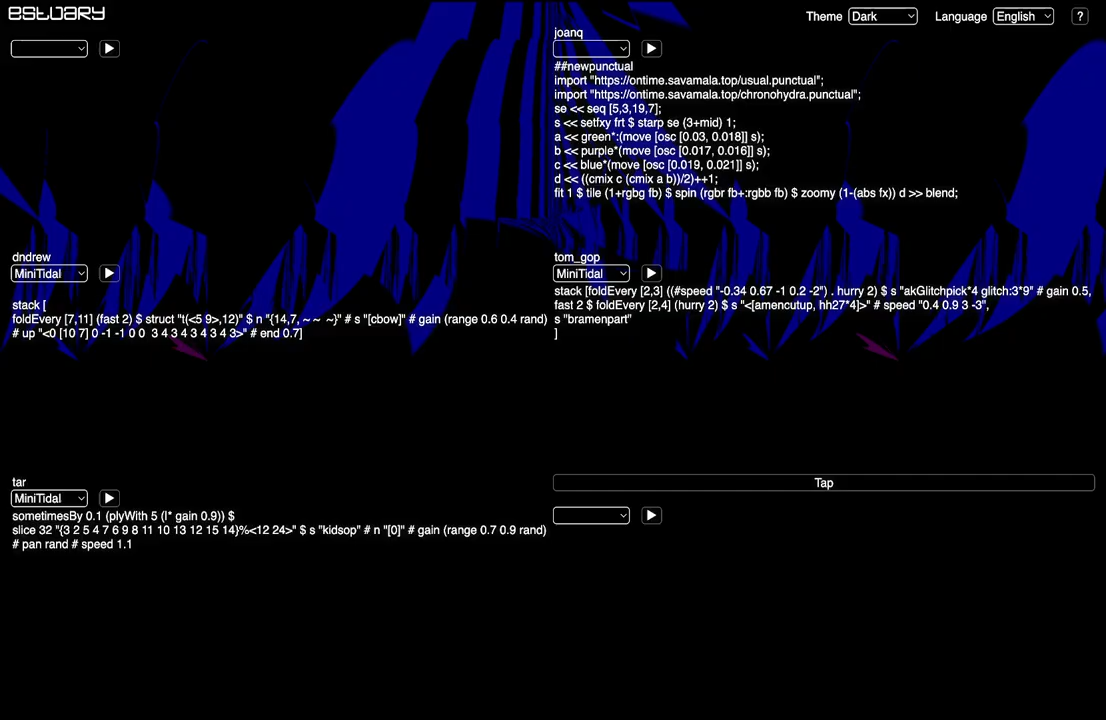 estuary
Theme Dark Language English ?
joanq
##newpunctual
import "https://ontime.savamala.top/usual.punctual";
import "https://ontime.savamala.top/chronohydra.punctual";
se << seq [5,3,19,7];
s << setfxy frt $ starp se (3+mid) 1;
a << green*:(move [osc [0.03, 0.018]] s);
b << purple*(move [osc [0.017, 0.016]] s);
c << blue*(move [osc [0.019, 0.021]] s);
d << ((cmix c (cmix a b))/2)++1;
fit 1 $ tile (1+rgbg fb) $ spin (rgbr fb+:rgbb fb) $ zoomy (1-(abs fx)) d >> blend;
dndrew
MiniTidal
stack [
foldEvery [7,11] (fast 2) $ struct "t(<5 9>,12)" $ n "{14,7, ~ ~ ~}" # s "[cbow]" # gain (range 0.6 0.4 rand)
# up "<0 [10 7] 0 -1 -1 0 0 3 4 3 4 3 4 3 4 3>" # end 0.7]
tom_gop
MiniTidal
stack [foldEvery [2,3] ((#speed "-0.34 0.67 -1 0.2 -2") . hurry 2) $ s "akGlitchpick*4 glitch:3*9" # gain 0.5,
fast 2 $ foldEvery [2,4] (hurry 2) $ s "<[amencutup, hh27*4]>" # speed "0.4 0.9 3 -3",
s "bramenpart"
]
tar
MiniTidal
sometimesBy 0.1 (plyWith 5 (|* gain 0.9)) $
slice 32 "{3 2 5 4 7 6 9 8 11 10 13 12 15 14}%<12 24>" $ s "kidsop" # n "[0]" # gain (range 0.7 0.9 rand)
# pan rand # speed 1.1
Tap